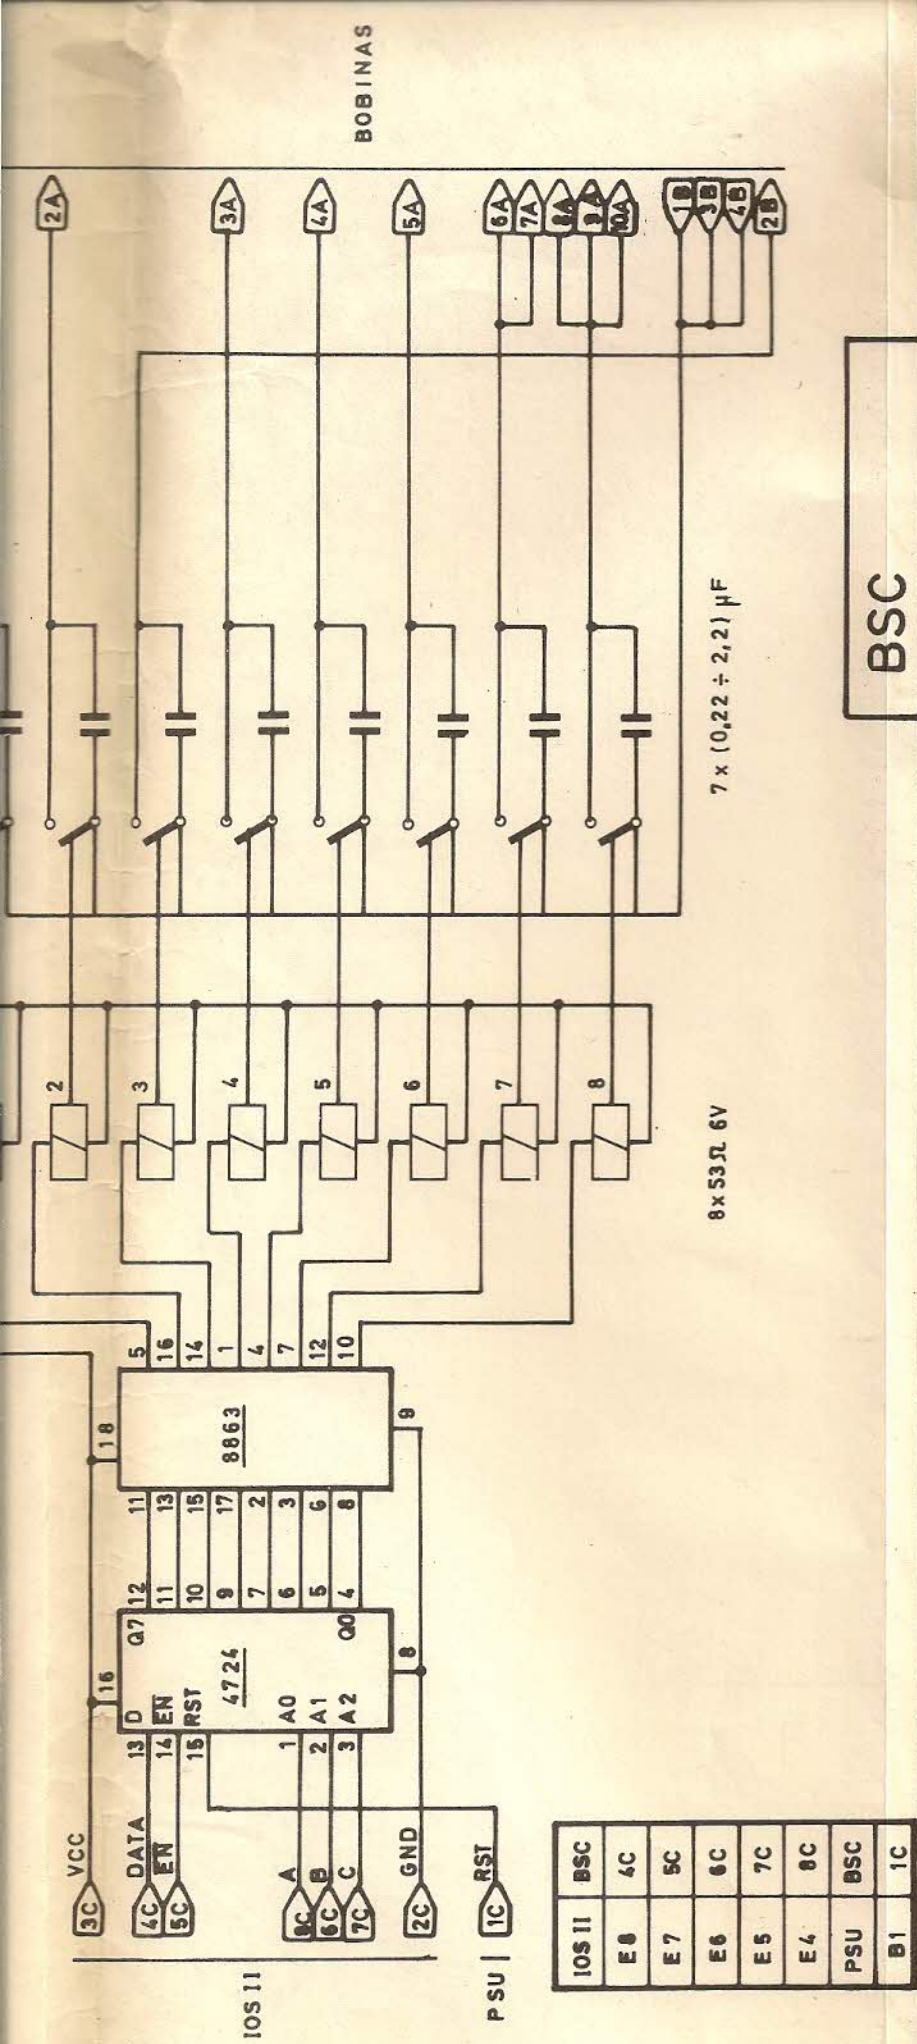 BOBINAS
2A
3A
4A
5A
6A
7A
8A
9A
10A
1B
3B
4B
2B
7 x (0,22 ÷ 2,2) µF
BSC
2
3
4
5
6
7
8
8x53Ω 6V
5
16
14
1
4
7
12
10
18
8863
9
11
13
15
17
2
3
6
8
12
11
10
9
7
6
5
4
Q7
Q0
16
4724
8
D
EN
RST
A0
A1
A2
13
14
15
1
2
3
VCC
DATA
EN
A
B
C
GND
RST
3C
4C
5C
8C
6C
7C
2C
1C
IOS II
PSU
IOS II BSC
E8 4C
E7 5C
E6 6C
E5 7C
E4 8C
PSU BSC
B1 1C